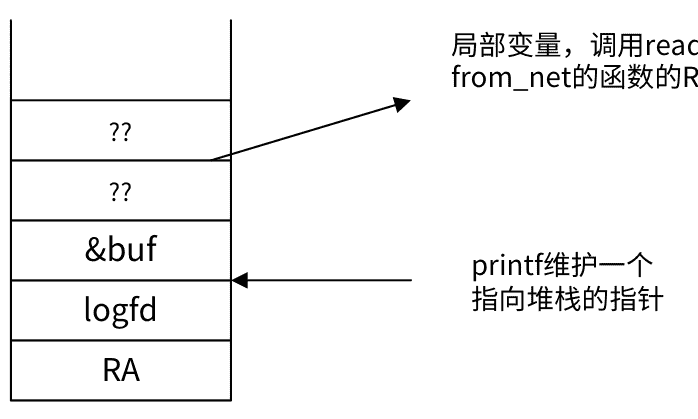 局部变量，调用read
from_net的函数的R
??
??
&buf
printf维护一个
指向堆栈的指针
logfd
RA